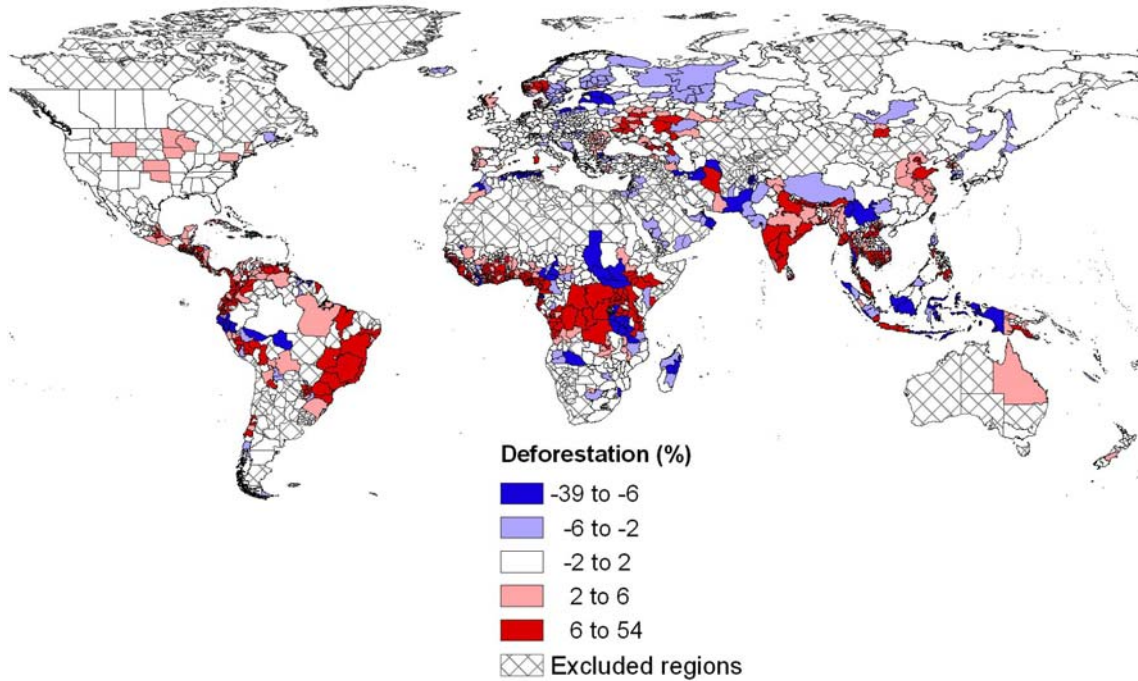 Deforestation (%)
-39 to -6
-6 to -2
-2 to 2
2 to 6
6 to 54
Excluded regions